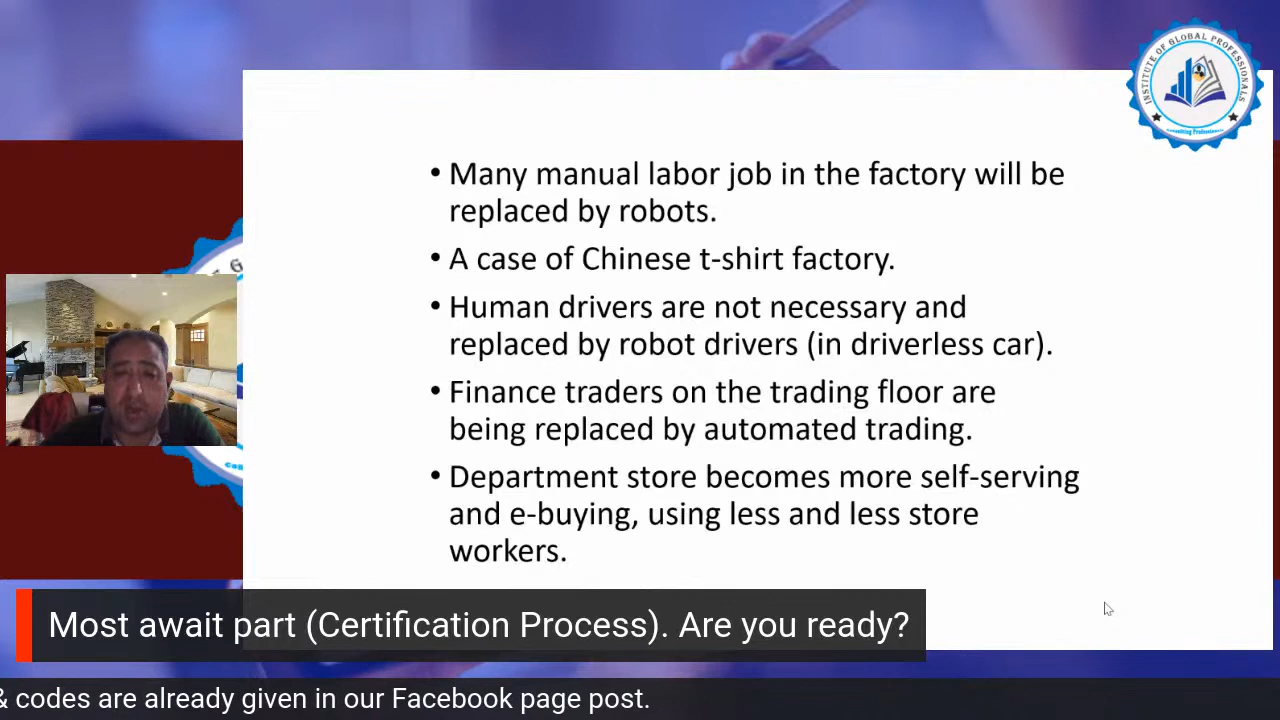 INSTITUTE OF GLOBAL PROFESSIONALS
Connecting Professionals
• Many manual labor job in the factory will be
replaced by robots.
• A case of Chinese t-shirt factory.
• Human drivers are not necessary and
replaced by robot drivers (in driverless car).
• Finance traders on the trading floor are
being replaced by automated trading.
• Department store becomes more self-serving
and e-buying, using less and less store
workers.
Most await part (Certification Process). Are you ready?
& codes are already given in our Facebook page post.